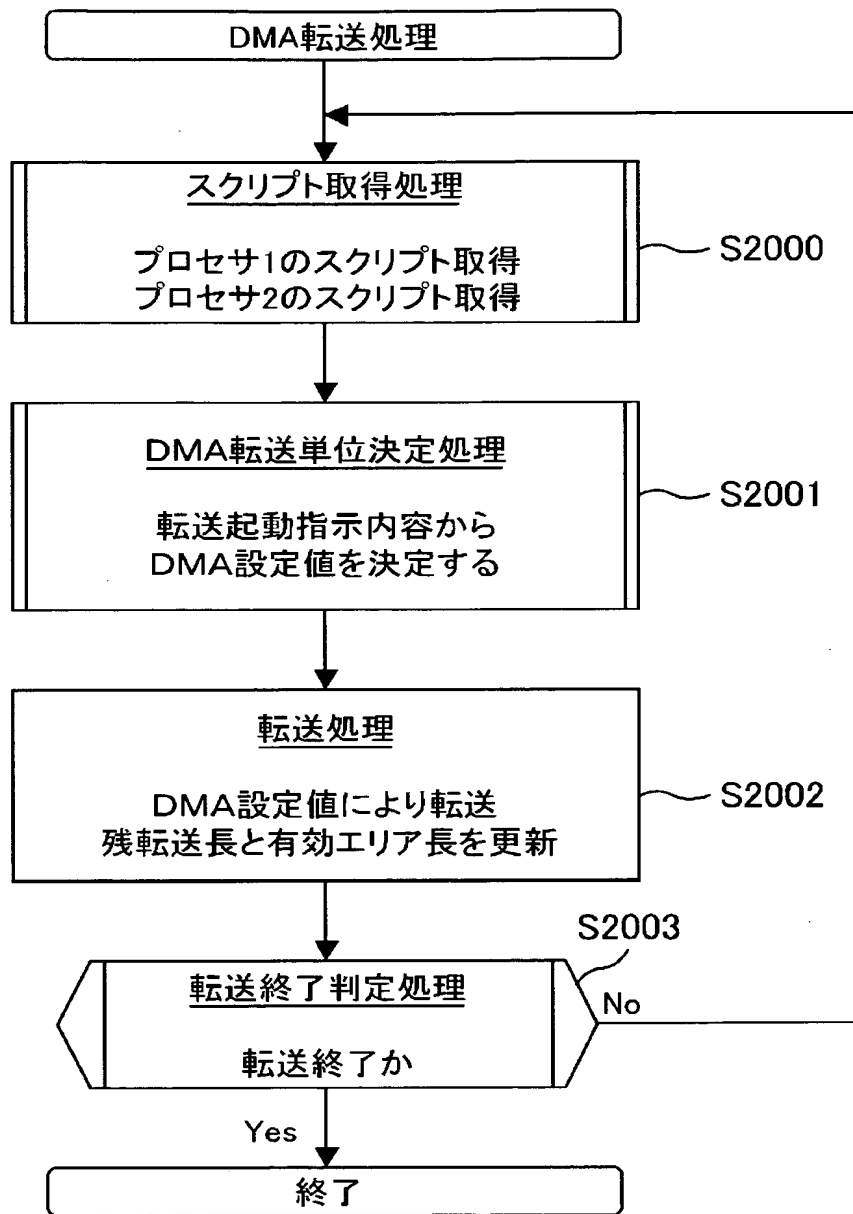 DMA転送処理
スクリプト取得処理
プロセサ1のスクリプト取得
プロセサ2のスクリプト取得
S2000
DMA転送単位決定処理
転送起動指示内容から
DMA設定値を決定する
S2001
転送処理
DMA設定値により転送
残転送長と有効エリア長を更新
S2002
S2003
転送終了判定処理
転送終了か
No
Yes
終了